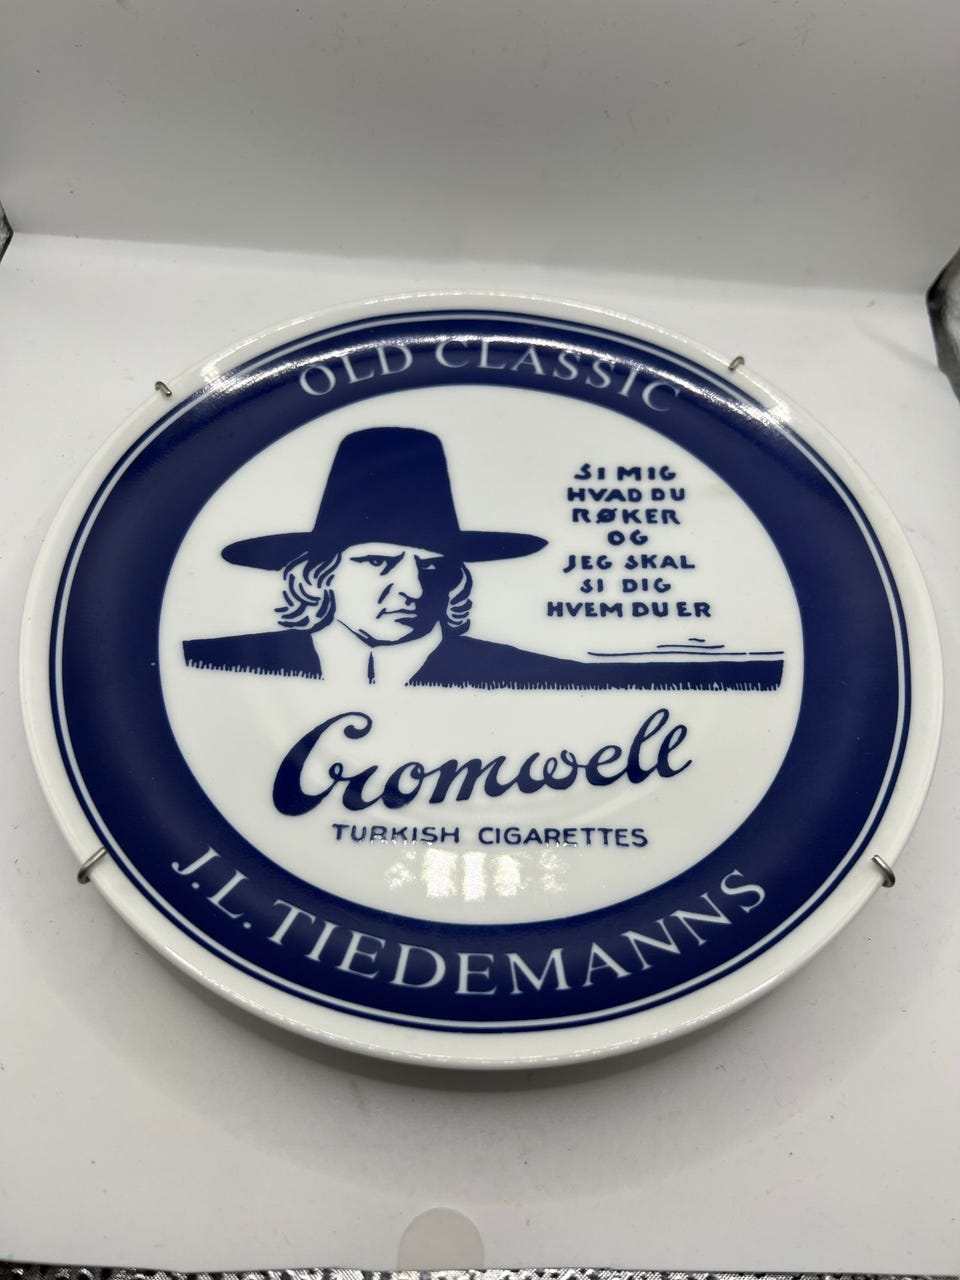 OLD CLASSIC
SI MIG
HVAD DU
RØKER
OG
JEG SKAL
SI DIG
HVEM DU ER
Cromwell
TURKISH CIGARETTES
J.L. TIEDEMANNS